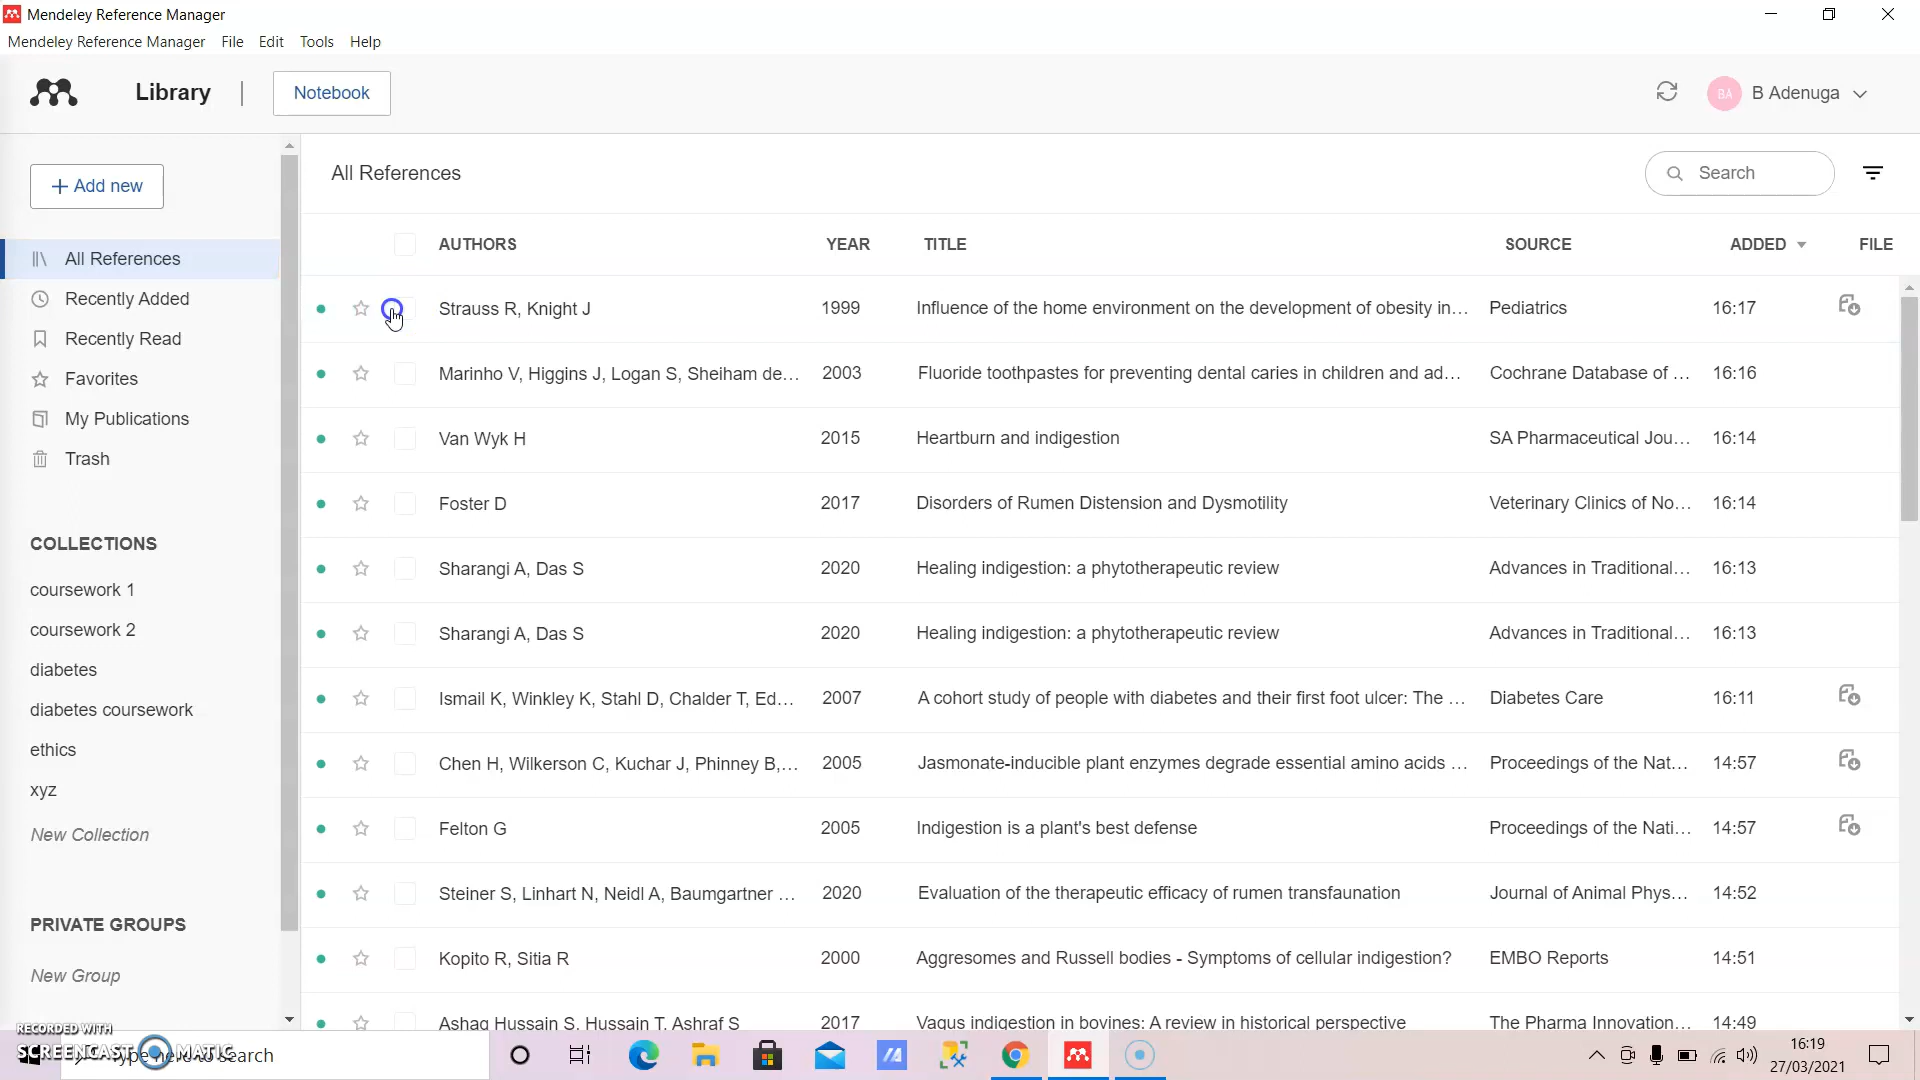 Mendeley Reference Manager
Mendeley Reference Manager File Edit Tools Help
Library | Notebook
BA B Adenuga
+ Add new
All References
Recently Added
Recently Read
Favorites
My Publications
Trash
COLLECTIONS
coursework 1
coursework 2
diabetes
diabetes coursework
ethics
xyz
New Collection
PRIVATE GROUPS
New Group
All References
Search
AUTHORS YEAR TITLE SOURCE ADDED FILE
Strauss R, Knight J 1999 Influence of the home environment on the development of obesity in... Pediatrics 16:17
Marinho V, Higgins J, Logan S, Sheiham de... 2003 Fluoride toothpastes for preventing dental caries in children and ad... Cochrane Database of ... 16:16
Van Wyk H 2015 Heartburn and indigestion SA Pharmaceutical Jou... 16:14
Foster D 2017 Disorders of Rumen Distension and Dysmotility Veterinary Clinics of No... 16:14
Sharangi A, Das S 2020 Healing indigestion: a phytotherapeutic review Advances in Traditional... 16:13
Sharangi A, Das S 2020 Healing indigestion: a phytotherapeutic review Advances in Traditional... 16:13
Ismail K, Winkley K, Stahl D, Chalder T, Ed... 2007 A cohort study of people with diabetes and their first foot ulcer: The ... Diabetes Care 16:11
Chen H, Wilkerson C, Kuchar J, Phinney B,... 2005 Jasmonate-inducible plant enzymes degrade essential amino acids ... Proceedings of the Nat... 14:57
Felton G 2005 Indigestion is a plant's best defense Proceedings of the Nati... 14:57
Steiner S, Linhart N, Neidl A, Baumgartner ... 2020 Evaluation of the therapeutic efficacy of rumen transfaunation Journal of Animal Phys... 14:52
Kopito R, Sitia R 2000 Aggresomes and Russell bodies - Symptoms of cellular indigestion? EMBO Reports 14:51
Ashaq Hussain S, Hussain T, Ashraf S 2017 Vagus indigestion in bovines: A review in historical perspective The Pharma Innovation... 14:49
RECORDED WITH
SCREENCAST MATIC
Type here to search
16:19
27/03/2021